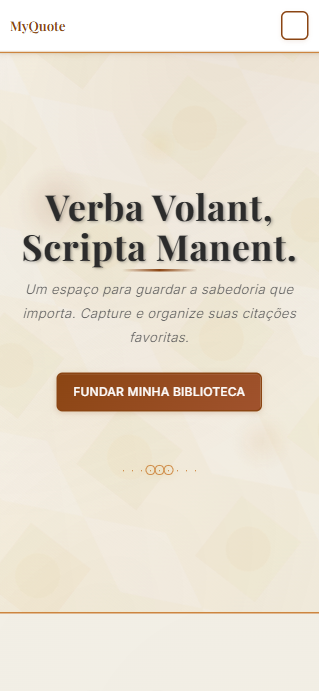 MyQuote
Verba Volant,
Scripta Manent.
Um espaço para guardar a sabedoria que
importa. Capture e organize suas citações
favoritas.
FUNDAR MINHA BIBLIOTECA